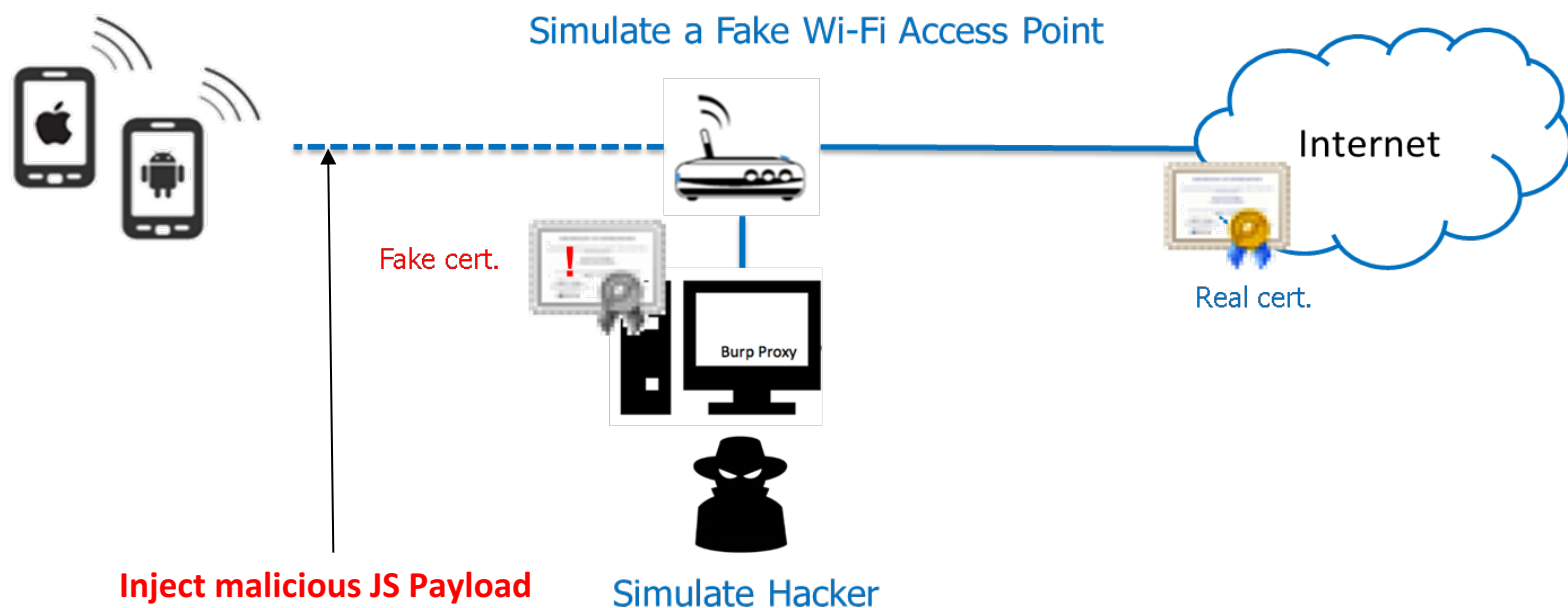 Simulate a Fake Wi-Fi Access Point
Internet
Fake cert.
!
Real cert.
Burp Proxy
Inject malicious JS Payload
Simulate Hacker